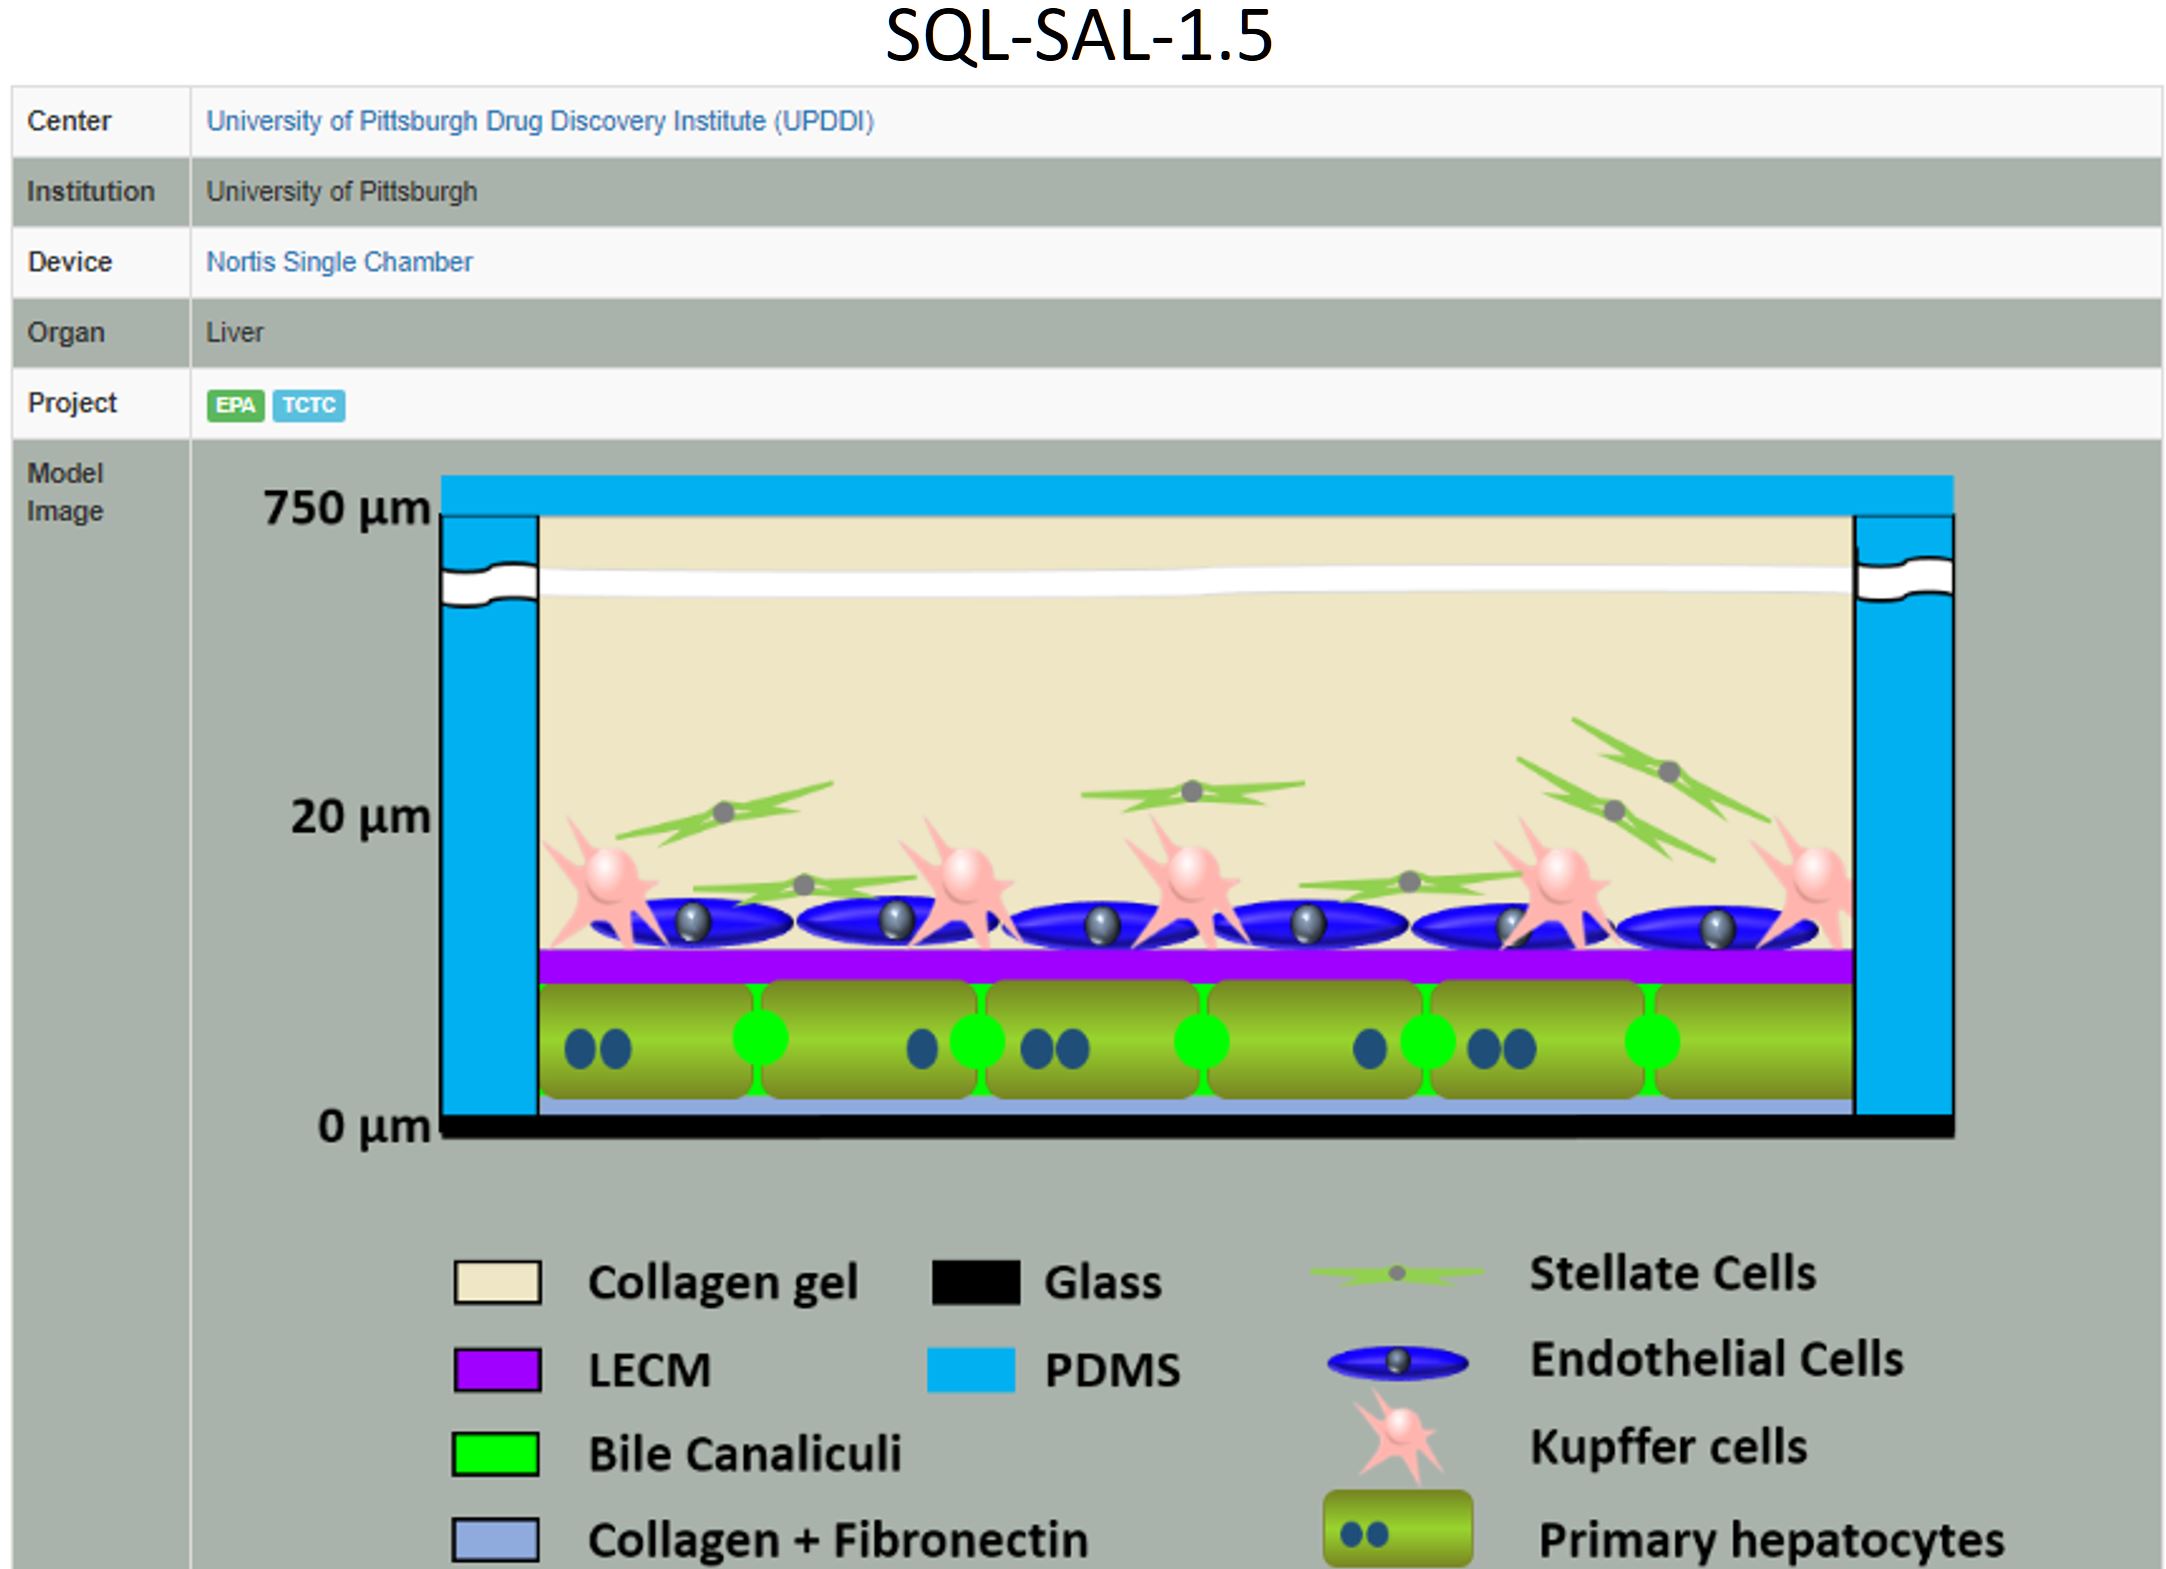 SQL-SAL-1.5
Center University of Pittsburgh Drug Discovery Institute (UPDDI)
Institution University of Pittsburgh
Device Nortis Single Chamber
Organ Liver
Project EPA TCTC
Model
Image
750 µm
20 µm
0 µm
Collagen gel Glass Stellate Cells
LECM PDMS Endothelial Cells
Bile Canaliculi Kupffer cells
Collagen + Fibronectin Primary hepatocytes